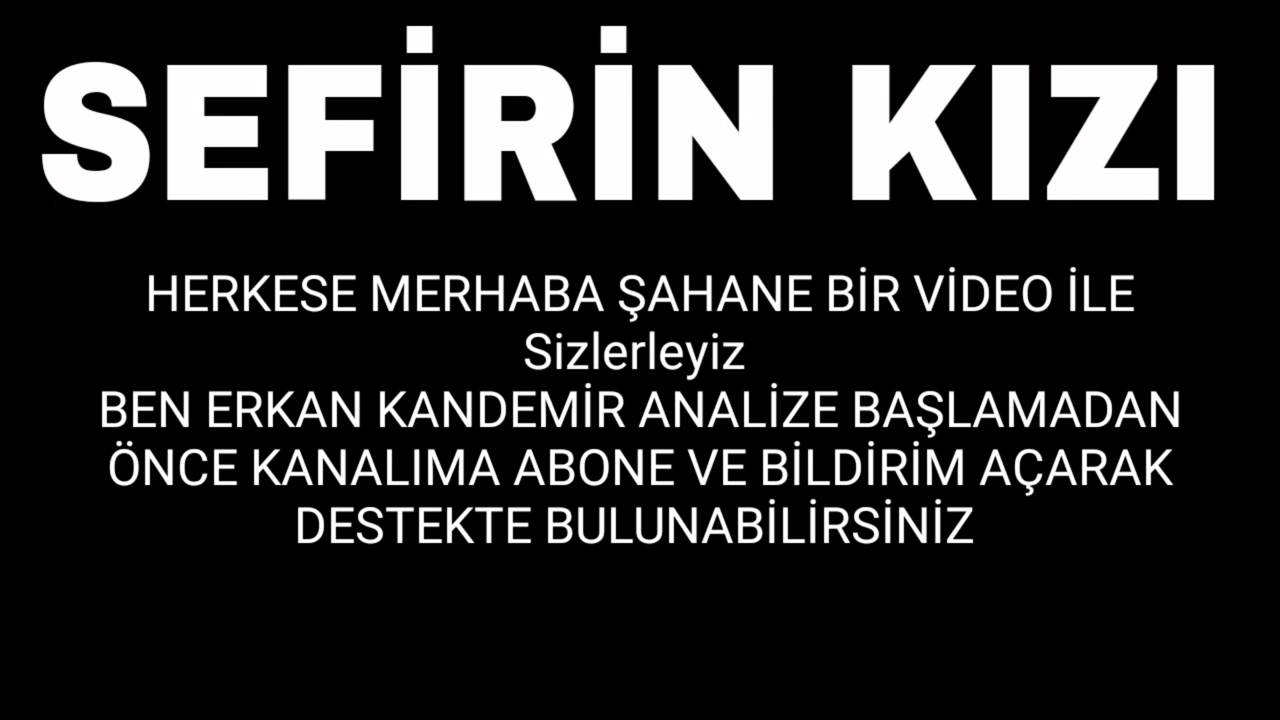 SEFİRİN KIZI
HERKESE MERHABA ŞAHANE BİR VİDEO İLE
Sizlerleyiz
BEN ERKAN KANDEMİR ANALİZE BAŞLAMADAN
ÖNCE KANALIMA ABONE VE BİLDİRİM AÇARAK
DESTEKTE BULUNABİLİRSİNİZ